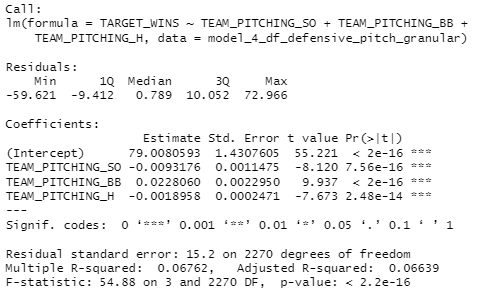 Call:
lm(formula = TARGET_WINS ~ TEAM_PITCHING_SO + TEAM_PITCHING_BB +
    TEAM_PITCHING_H, data = model_4_df_defensive_pitch_granular)
Residuals:
    Min      1Q  Median      3Q     Max
-59.621  -9.412   0.789  10.052  72.966
Coefficients:
                   Estimate Std. Error t value Pr(>|t|)
(Intercept)      79.0080593  1.4307605  55.221  < 2e-16 ***
TEAM_PITCHING_SO -0.0093176  0.0011475  -8.120 7.56e-16 ***
TEAM_PITCHING_BB  0.0228060  0.0022950   9.937  < 2e-16 ***
TEAM_PITCHING_H  -0.0018958  0.0002471  -7.673 2.48e-14 ***
---
Signif. codes:  0 ‘***’ 0.001 ‘**’ 0.01 ‘*’ 0.05 ‘.’ 0.1 ‘ ’ 1
Residual standard error: 15.2 on 2270 degrees of freedom
Multiple R-squared:  0.06762,   Adjusted R-squared:  0.06639
F-statistic: 54.88 on 3 and 2270 DF,  p-value: < 2.2e-16